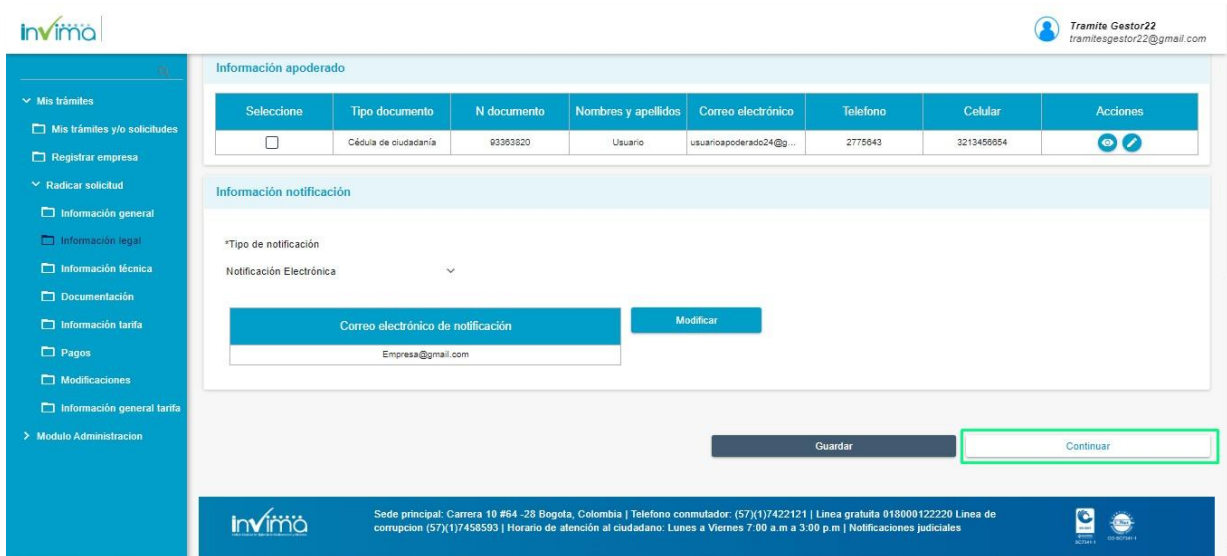 invima
Tramite Gestor22
tramitesgestor22@gmail.com
Mis trámites
Mis trámites y/o solicitudes
Registrar empresa
Radicar solicitud
Información general
Información legal
Información técnica
Documentación
Información tarifa
Pagos
Modificaciones
Información general tarifa
Modulo Administracion
Información apoderado
Seleccione Tipo documento N documento Nombres y apellidos Correo electrónico Telefono Celular Acciones
Cédula de ciudadanía 93363820 Usuario usuarioapoderado24@g... 2775643 3213456654
Información notificación
*Tipo de notificación
Notificación Electrónica
Correo electrónico de notificación
Modificar
Empresa@gmail.com
Guardar
Continuar
invima
Sede principal: Carrera 10 #64 -28 Bogota, Colombia | Telefono conmutador: (57)(1)7422121 | Linea gratuita 018000122220 Linea de
corrupcion (57)(1)7458593 | Horario de atención al ciudadano: Lunes a Viernes 7:00 a.m a 3:00 p.m | Notificaciones judiciales